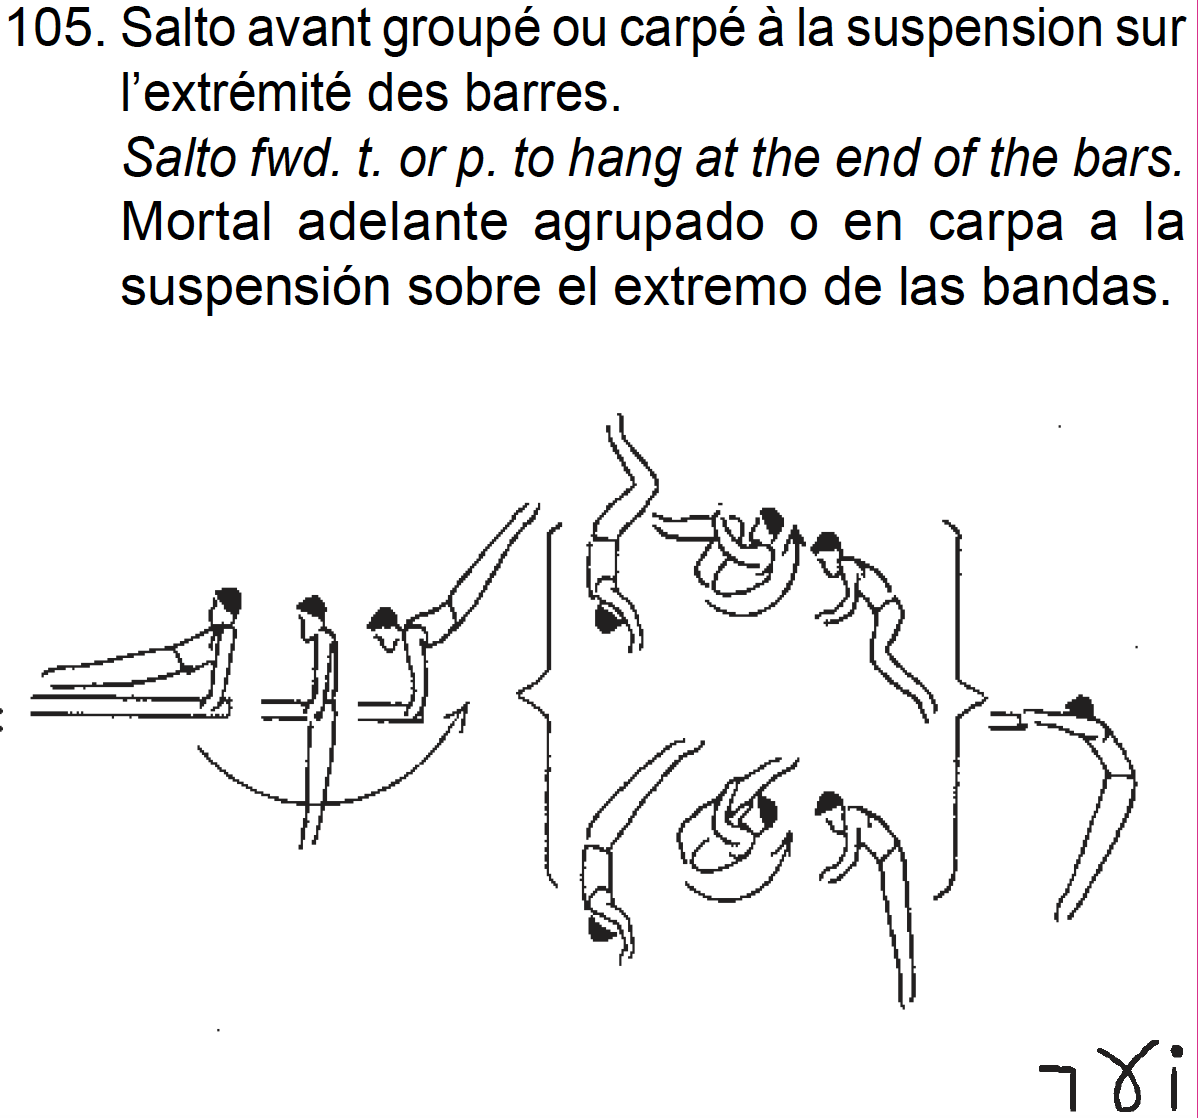 105. Salto avant groupé ou carpé à la suspension sur
l’extrémité des barres.
Salto fwd. t. or p. to hang at the end of the bars.
Mortal adelante agrupado o en carpa a la
suspensión sobre el extremo de las bandas.